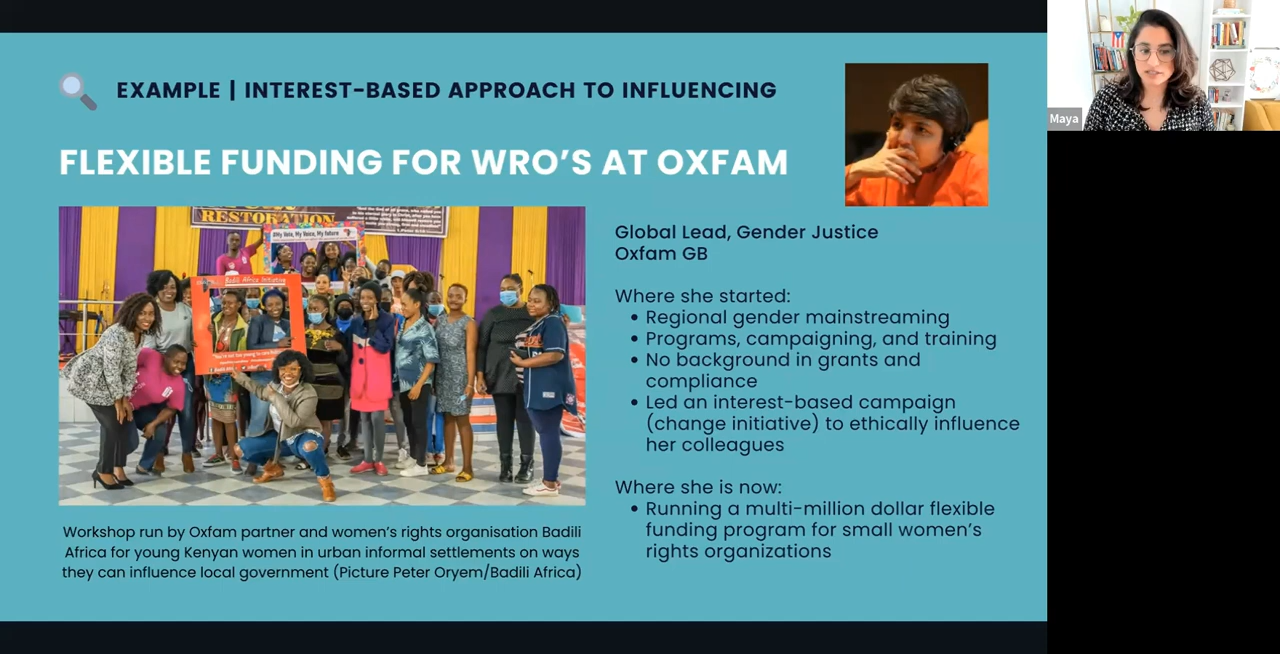 EXAMPLE | INTEREST-BASED APPROACH TO INFLUENCING
FLEXIBLE FUNDING FOR WRO’S AT OXFAM
RESTORATION
#My Vote, My Voice, My future
Badili Africa Initiative
Workshop run by Oxfam partner and women’s rights organisation Badili
Africa for young Kenyan women in urban informal settlements on ways
they can influence local government (Picture Peter Oryem/Badili Africa)
Global Lead, Gender Justice
Oxfam GB
Where she started:
• Regional gender mainstreaming
• Programs, campaigning, and training
• No background in grants and
compliance
• Led an interest-based campaign
(change initiative) to ethically influence
her colleagues
Where she is now:
• Running a multi-million dollar flexible
funding program for small women’s
rights organizations
Maya